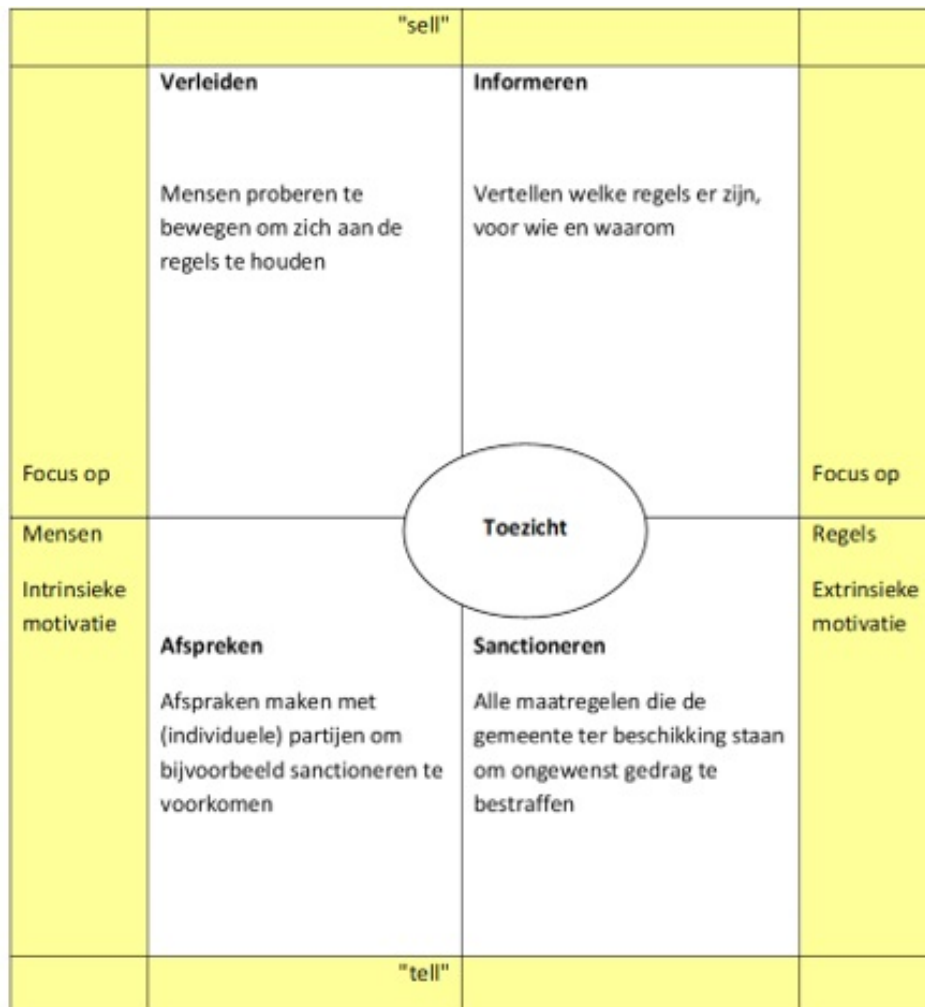 "sell"
Verleiden
Mensen proberen te
bewegen om zich aan de
regels te houden
Informeren
Vertellen welke regels er zijn,
voor wie en waarom
Focus op
Mensen
Intrinsieke
motivatie
Toezicht
Focus op
Regels
Extrinsieke
motivatie
Afspreken
Afspraken maken met
(individuele) partijen om
bijvoorbeeld sanctioneren te
voorkomen
Sanctioneren
Alle maatregelen die de
gemeente ter beschikking staan
om ongewenst gedrag te
bestraffen
"tell"